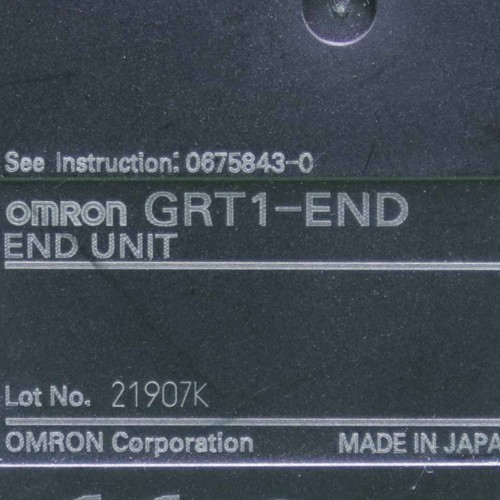 See Instruction: 0675843-0
omron GRT1-END
END UNIT
Lot No. 21907K
OMRON Corporation MADE IN JAPA